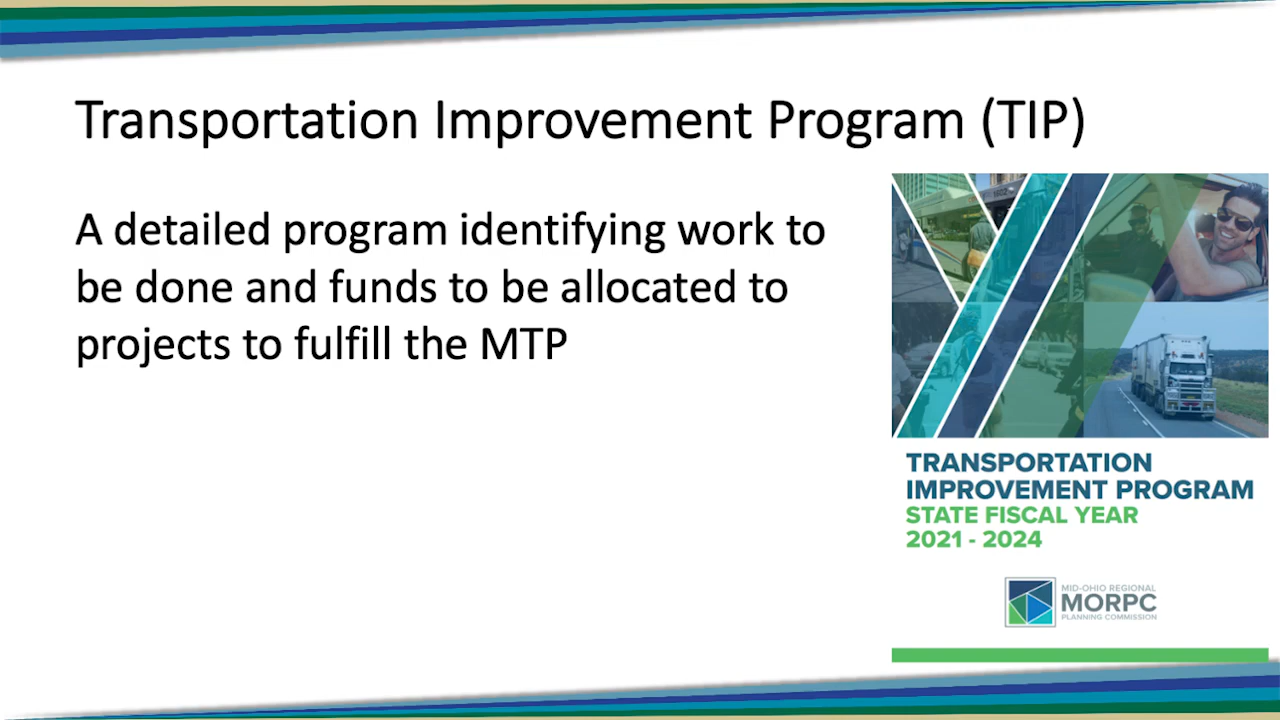 Transportation Improvement Program (TIP)
A detailed program identifying work to
be done and funds to be allocated to
projects to fulfill the MTP
TRANSPORTATION
IMPROVEMENT PROGRAM
STATE FISCAL YEAR
2021 - 2024
MID-OHIO REGIONAL
MORPC
PLANNING COMMISSION